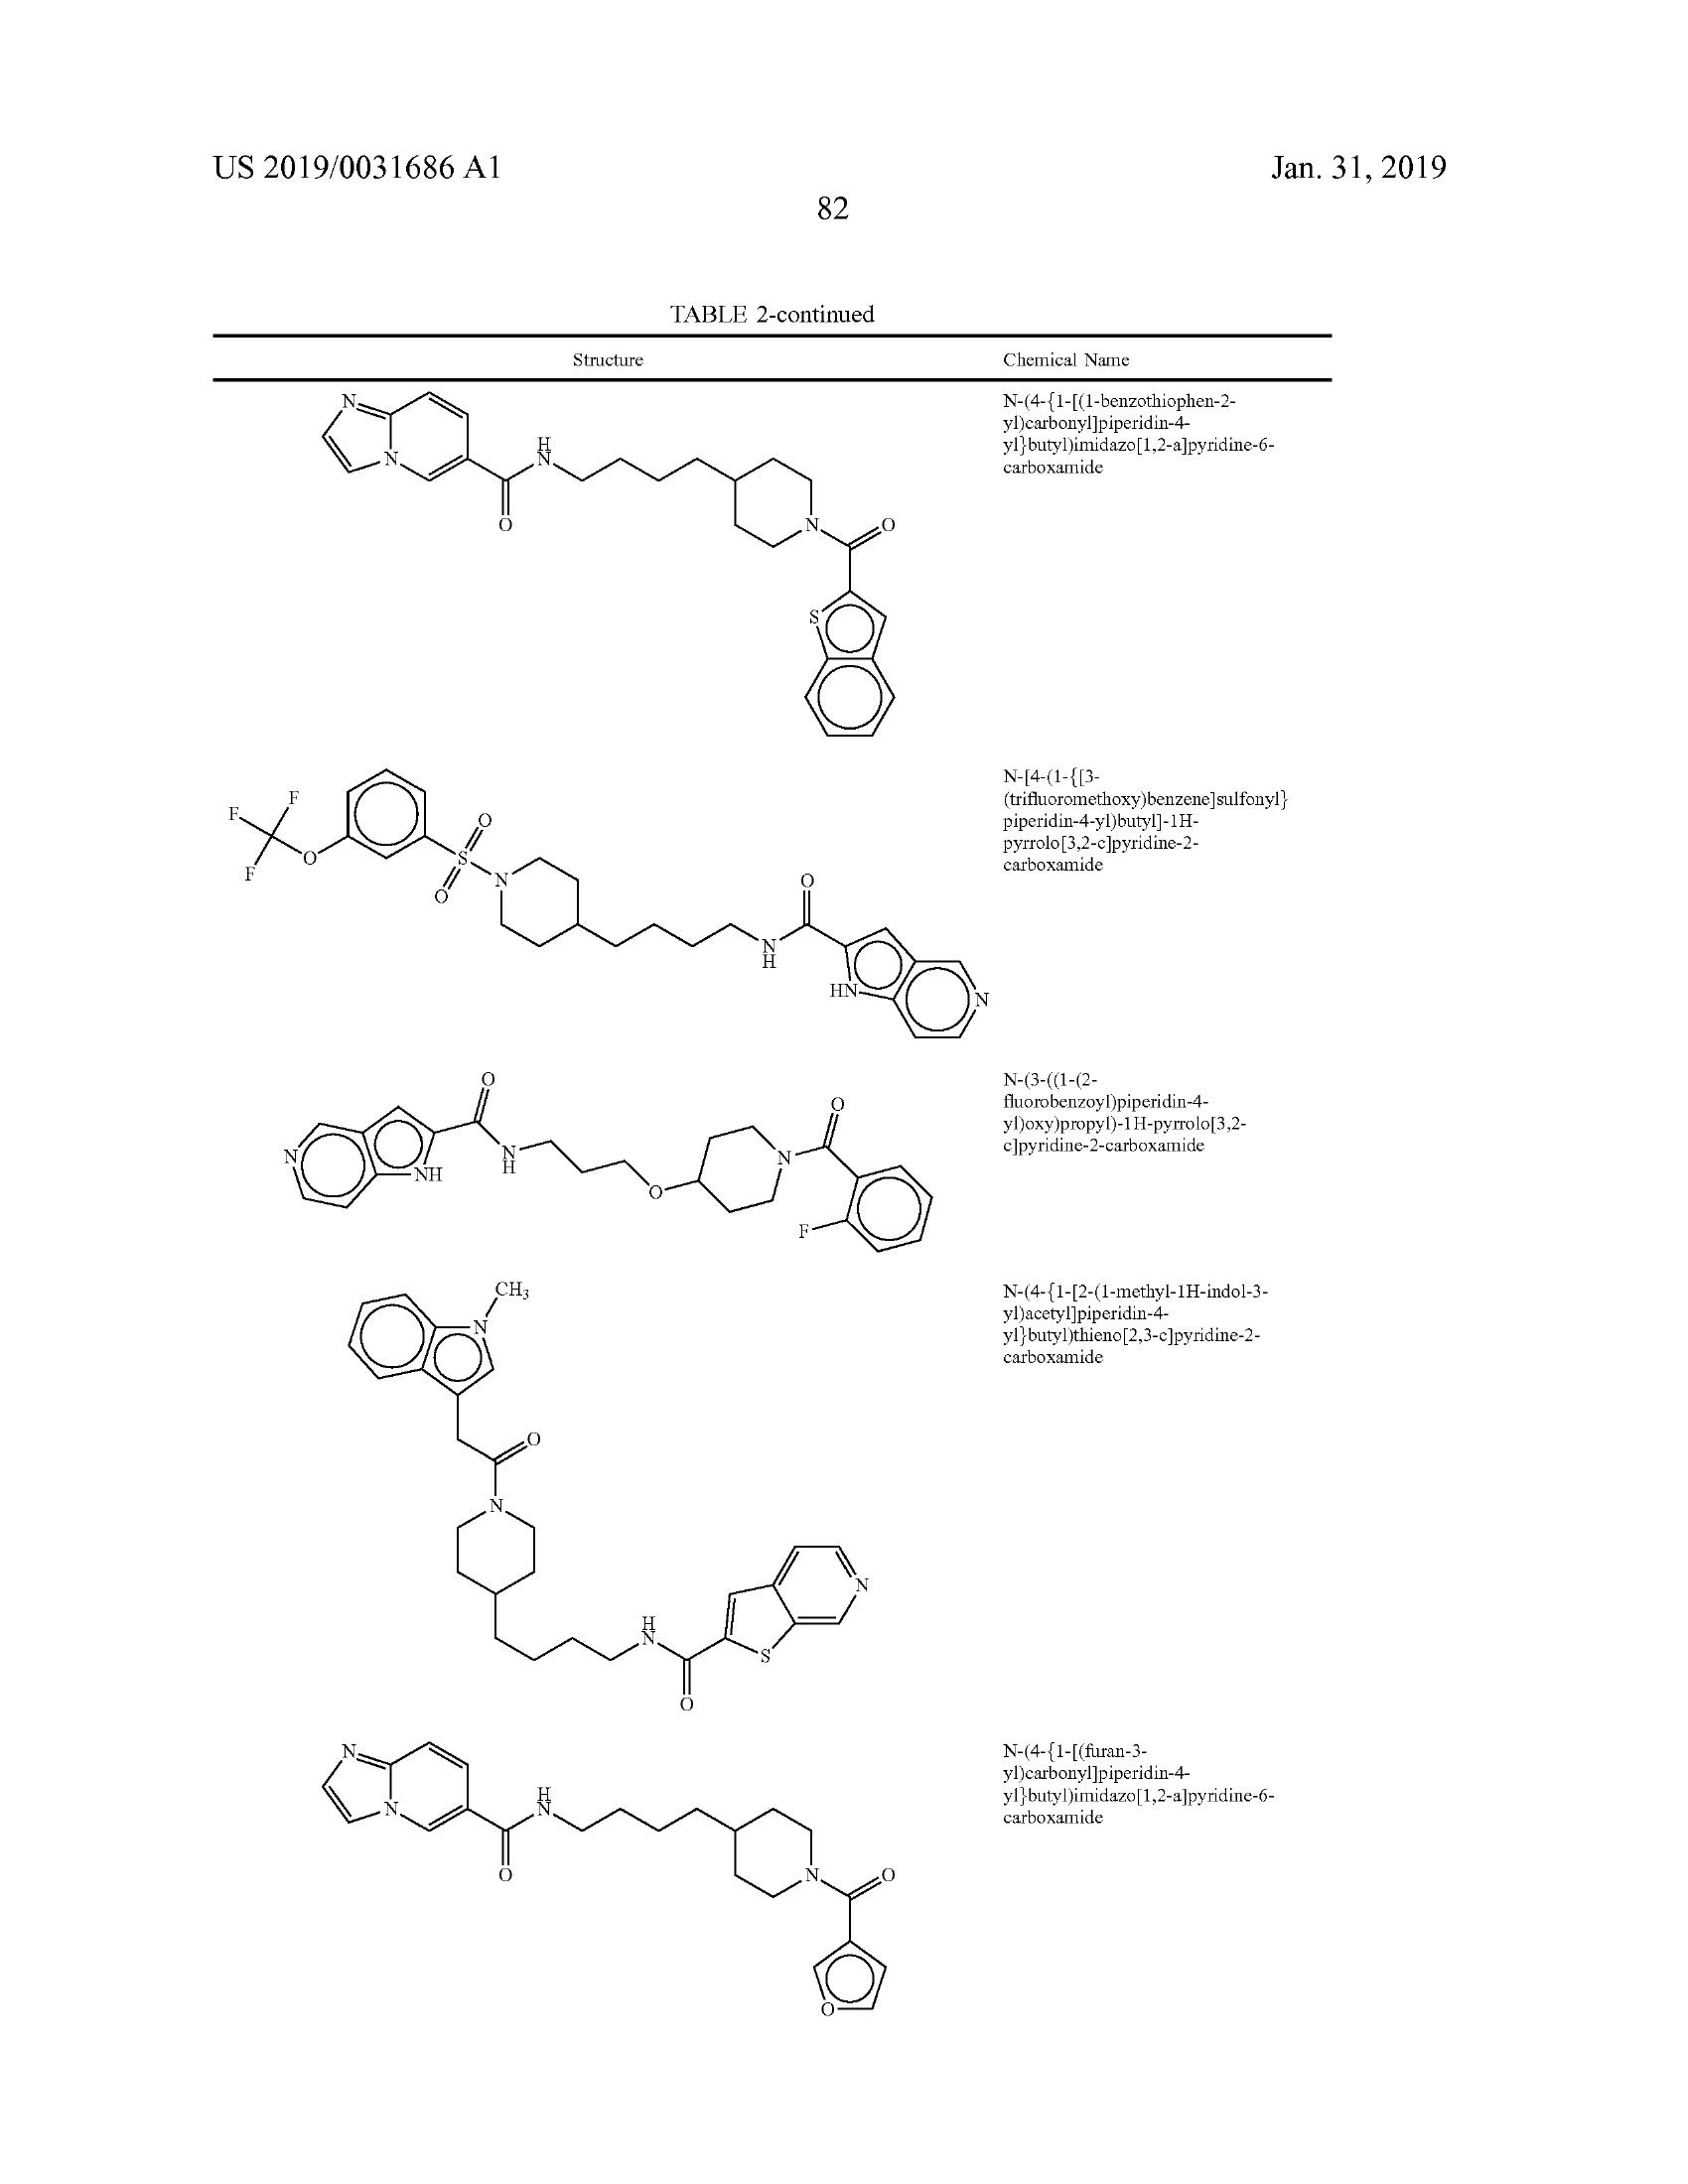 US 2019/0031686 A1
Jan. 31, 2019
82
TABLE 2-continued
Structure
Chemical Name
N
N
H
N
O
N
O
S
N-(4-{1-[(1-benzothiophen-2-
yl)carbonyl]piperidin-4-
yl}butyl)imidazo[1,2-a]pyridine-6-
carboxamide
F
F
F
O
O
S
O
N
O
N
H
HN
N
N-[4-(1-{[3-
(trifluoromethoxy)benzene]sulfonyl}
piperidin-4-yl)butyl]-1H-
pyrrolo[3,2-c]pyridine-2-
carboxamide
O
N
NH
N
H
O
N
O
F
N-(3-((1-(2-
fluorobenzoyl)piperidin-4-
yl)oxy)propyl)-1H-pyrrolo[3,2-
c]pyridine-2-carboxamide
CH3
N
O
N
H
N
O
S
N
N-(4-{1-[2-(1-methyl-1H-indol-3-
yl)acetyl]piperidin-4-
yl}butyl)thieno[2,3-c]pyridine-2-
carboxamide
N
N
H
N
O
N
O
O
N-(4-{1-[(furan-3-
yl)carbonyl]piperidin-4-
yl}butyl)imidazo[1,2-a]pyridine-6-
carboxamide